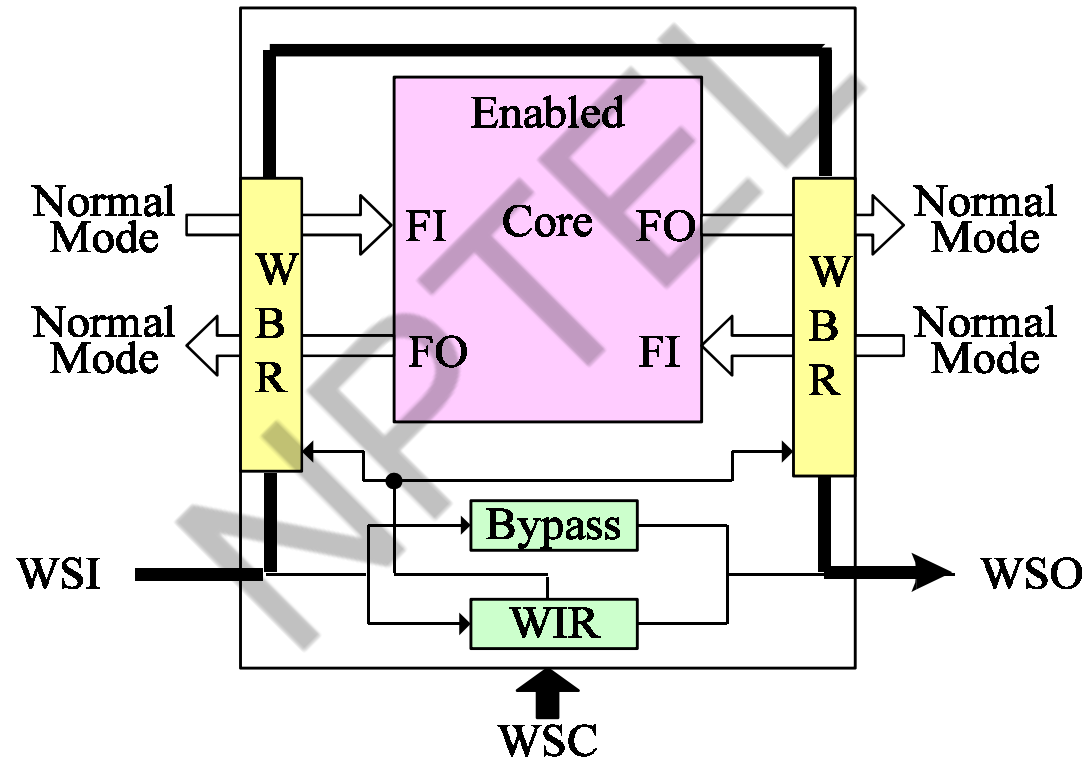 Enabled
Core
Normal
Mode
FI
FO
Normal
Mode
W
B
R
W
B
R
Normal
Mode
FO
FI
Normal
Mode
Bypass
WSI
WSO
WIR
WSC
NPTEL